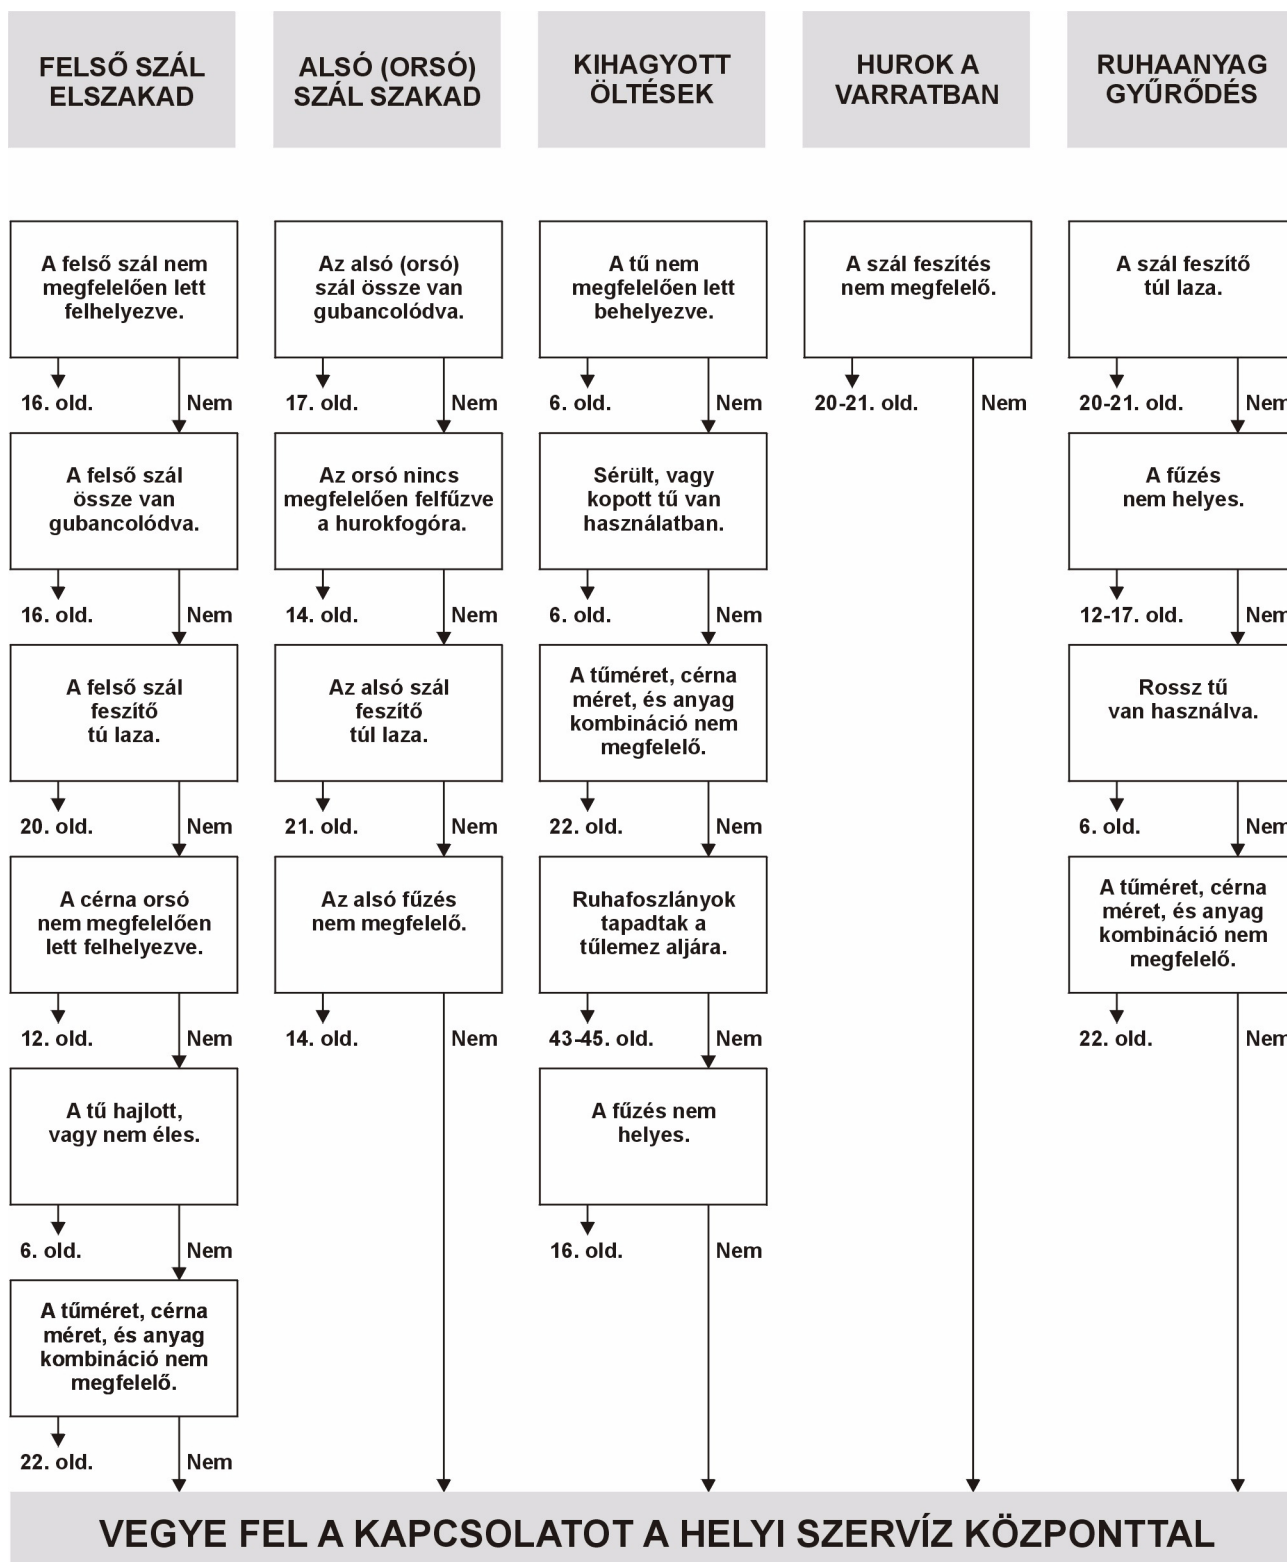 FELSŐ SZÁL
ELSZAKAD
ALSÓ (ORSÓ)
SZÁL SZAKAD
KIHAGYOTT
ÖLTÉSEK
HUROK A
VARRATBAN
RUHAANYAG
GYŰRŐDÉS
A felső szál nem
megfelelően lett
felhelyezve.
16. old.
Nem
A felső szál
össze van
gubancolódva.
16. old.
Nem
A felső szál
feszítő
tú laza.
20. old.
Nem
A cérna orsó
nem megfelelően
lett felhelyezve.
12. old.
Nem
A tű hajlott,
vagy nem éles.
6. old.
Nem
A tűméret, cérna
méret, és anyag
kombináció nem
megfelelő.
22. old.
Nem
Az alsó (orsó)
szál össze van
gubancolódva.
17. old.
Nem
Az orsó nincs
megfelelően felfűzve
a hurokfogóra.
14. old.
Nem
Az alsó szál
feszítő
túl laza.
21. old.
Nem
Az alsó fűzés
nem megfelelő.
14. old.
Nem
A tű nem
megfelelően lett
behelyezve.
6. old.
Nem
Sérült, vagy
kopott tű van
használatban.
6. old.
Nem
A tűméret, cérna
méret, és anyag
kombináció nem
megfelelő.
22. old.
Nem
Ruhafoszlányok
tapadtak a
tűlemez aljára.
43-45. old.
Nem
A fűzés nem
helyes.
16. old.
Nem
A szál feszítés
nem megfelelő.
20-21. old.
Nem
A szál feszítő
túl laza.
20-21. old.
Nem
A fűzés
nem helyes.
12-17. old.
Nem
Rossz tű
van használva.
6. old.
Nem
A tűméret, cérna
méret, és anyag
kombináció nem
megfelelő.
22. old.
Nem
VEGYE FEL A KAPCSOLATOT A HELYI SZERVÍZ KÖZPONTTAL